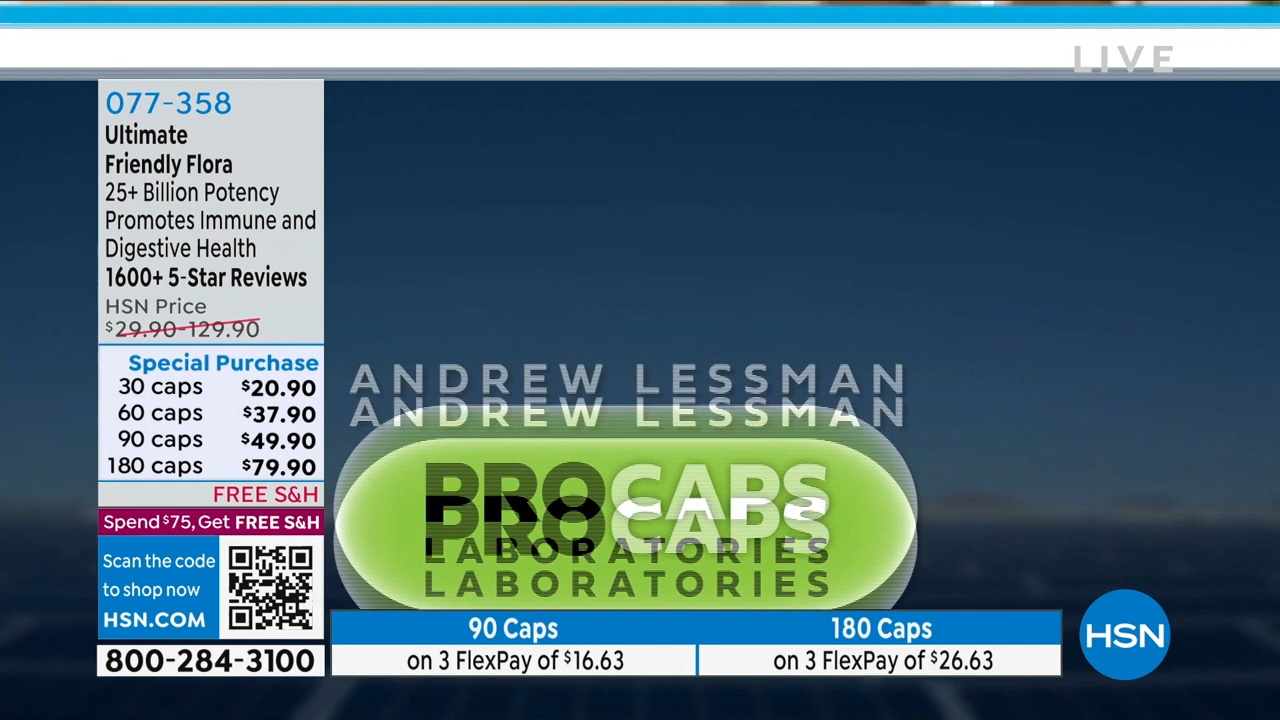 LIVE
077-358
Ultimate
Friendly Flora
25+ Billion Potency
Promotes Immune and
Digestive Health
1600+ 5-Star Reviews
HSN Price
$29.90-129.90
Special Purchase
30 caps $20.90
60 caps $37.90
90 caps $49.90
180 caps $79.90
FREE S&H
Spend $75, Get FREE S&H
Scan the code
to shop now
HSN.COM
800-284-3100
ANDREW LESSMAN
ANDREW LESSMAN
PROCAPS
PROCAPS
LABORATORIES
LABORATORIES
90 Caps
on 3 FlexPay of $16.63
180 Caps
on 3 FlexPay of $26.63
HSN